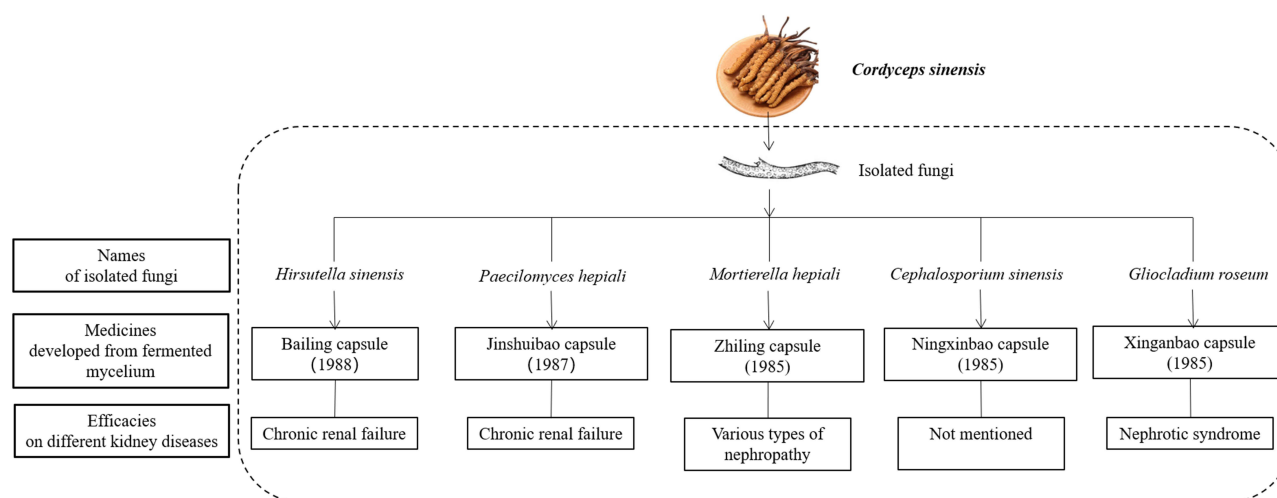 Cordyceps sinensis
Isolated fungi
Names
of isolated fungi
Hirsutella sinensis
Paecilomyces hepiali
Mortierella hepiali
Cephalosporium sinensis
Gliocladium roseum
Medicines
developed from fermented
mycelium
Bailing capsule
(1988)
Jinshuibao capsule
(1987)
Zhiling capsule
(1985)
Ningxinbao capsule
(1985)
Xinganbao capsule
(1985)
Efficacies
on different kidney diseases
Chronic renal failure
Chronic renal failure
Various types of
nephropathy
Not mentioned
Nephrotic syndrome